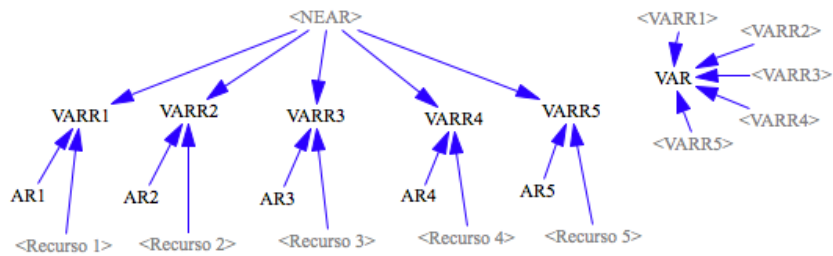 <NEAR>
<VARR1>
<VARR2>
VAR
<VARR3>
VARR1
VARR2
VARR3
VARR4
VARR5
<VARR4>
<VARR5>
AR1
AR2
AR3
AR4
AR5
<Recurso 1>
<Recurso 2>
<Recurso 3>
<Recurso 4>
<Recurso 5>